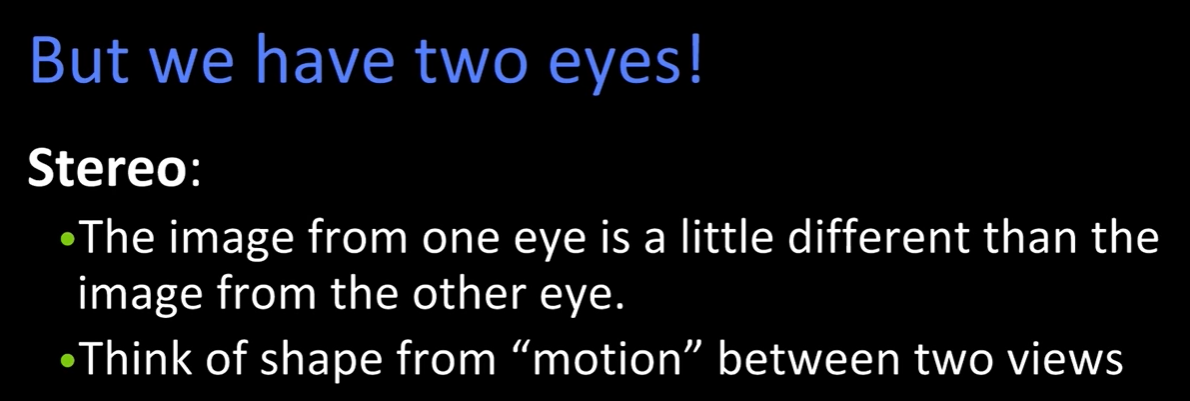 But we have two eyes!
Stereo:
•The image from one eye is a little different than the
image from the other eye.
•Think of shape from “motion” between two views